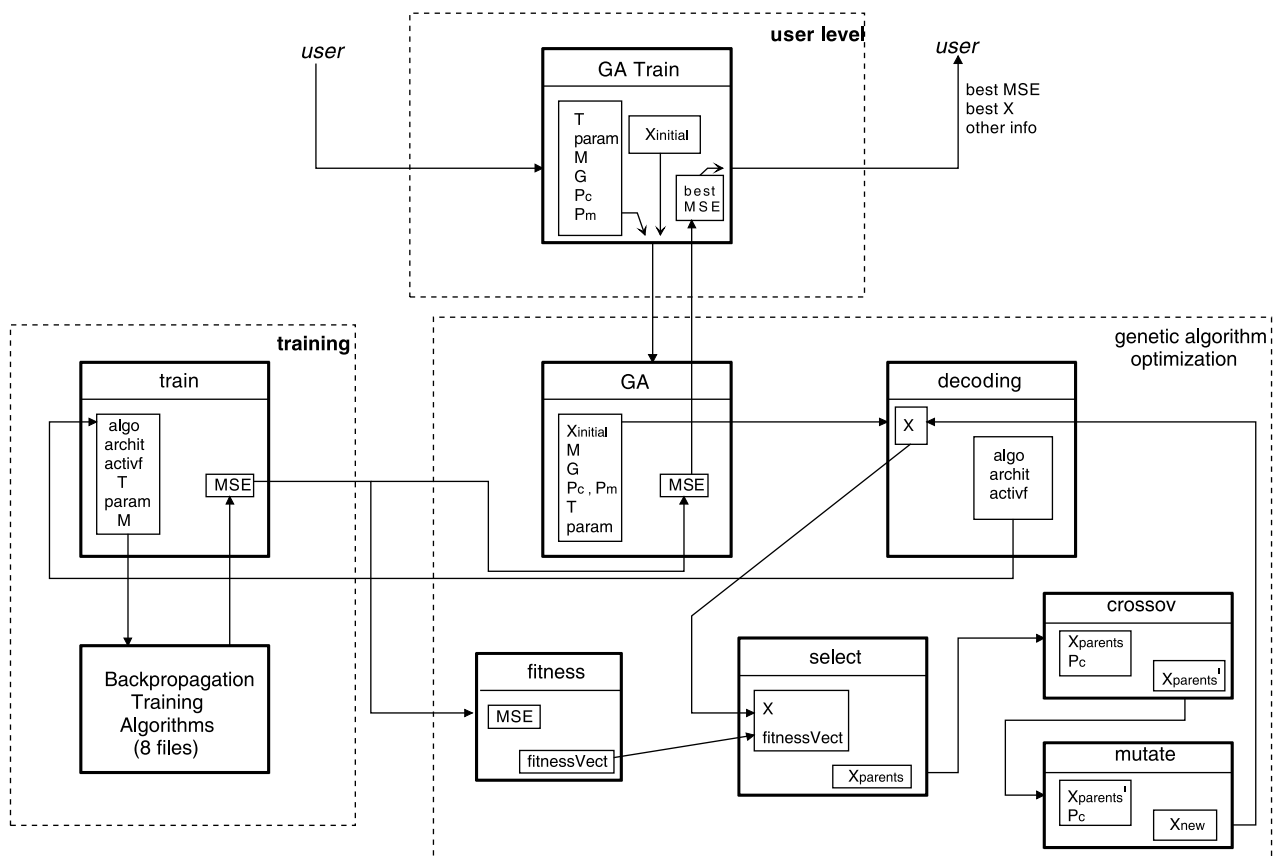 user level
user
user
GA Train
best MSE
best X
other info
T
param
M
G
Pc
Pm
Xinitial
best
MSE
training
genetic algorithm
optimization
train
algo
archit
activf
T
param
M
MSE
GA
Xinitial
M
G
Pc , Pm
T
param
MSE
decoding
X
algo
archit
activf
Backpropagation
Training
Algorithms
(8 files)
fitness
MSE
fitnessVect
select
X
fitnessVect
Xparents
crossov
Xparents
Pc
Xparents'
mutate
Xparents'
Pc
Xnew